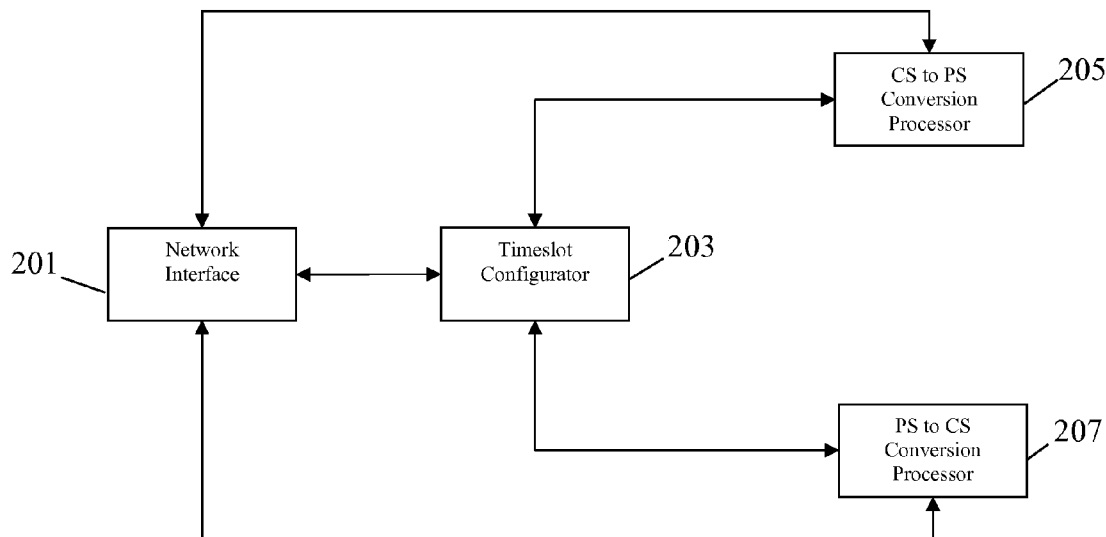 CS to PS
Conversion
Processor
205
Network
Interface
201
Timeslot
Configurator
203
PS to CS
Conversion
Processor
207